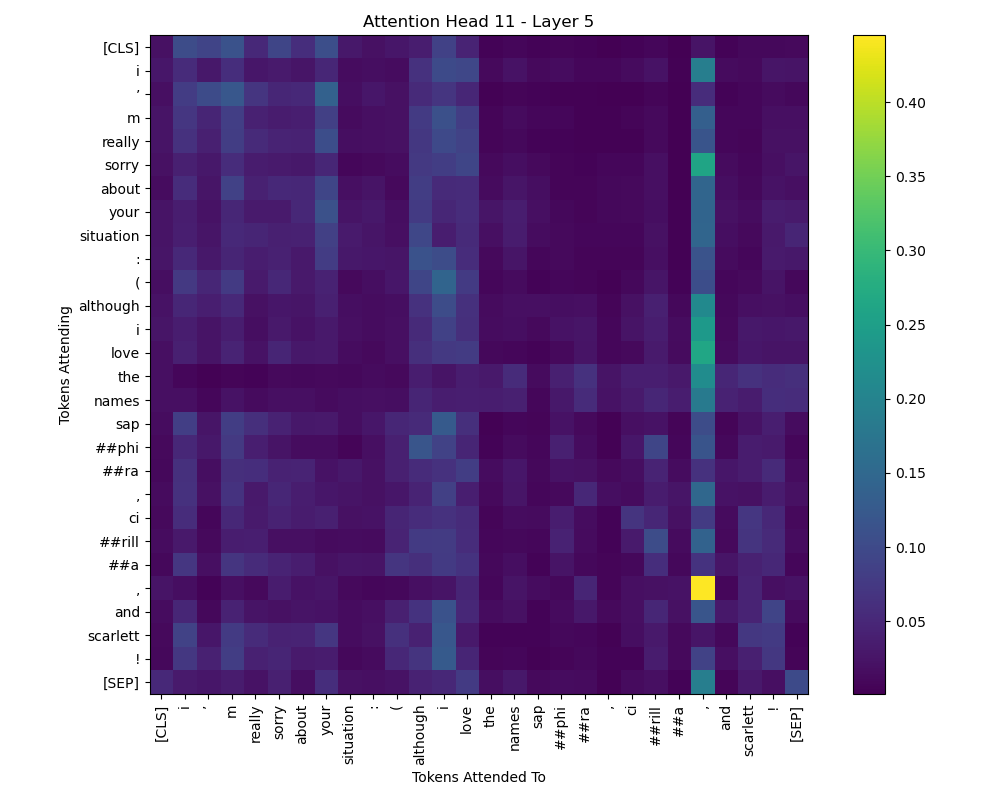 Attention Head 11 - Layer 5
Tokens Attending
[CLS]
i
'
m
really
sorry
about
your
situation
:
(
although
i
love
the
names
sap
##phi
##ra
,
ci
##rill
##a
,
and
scarlett
!
[SEP]
[CLS]
i
'
m
really
sorry
about
your
situation
:
(
although
i
love
the
names
sap
##phi
##ra
,
ci
##rill
##a
,
and
scarlett
!
[SEP]
Tokens Attended To
0.40
0.35
0.30
0.25
0.20
0.15
0.10
0.05